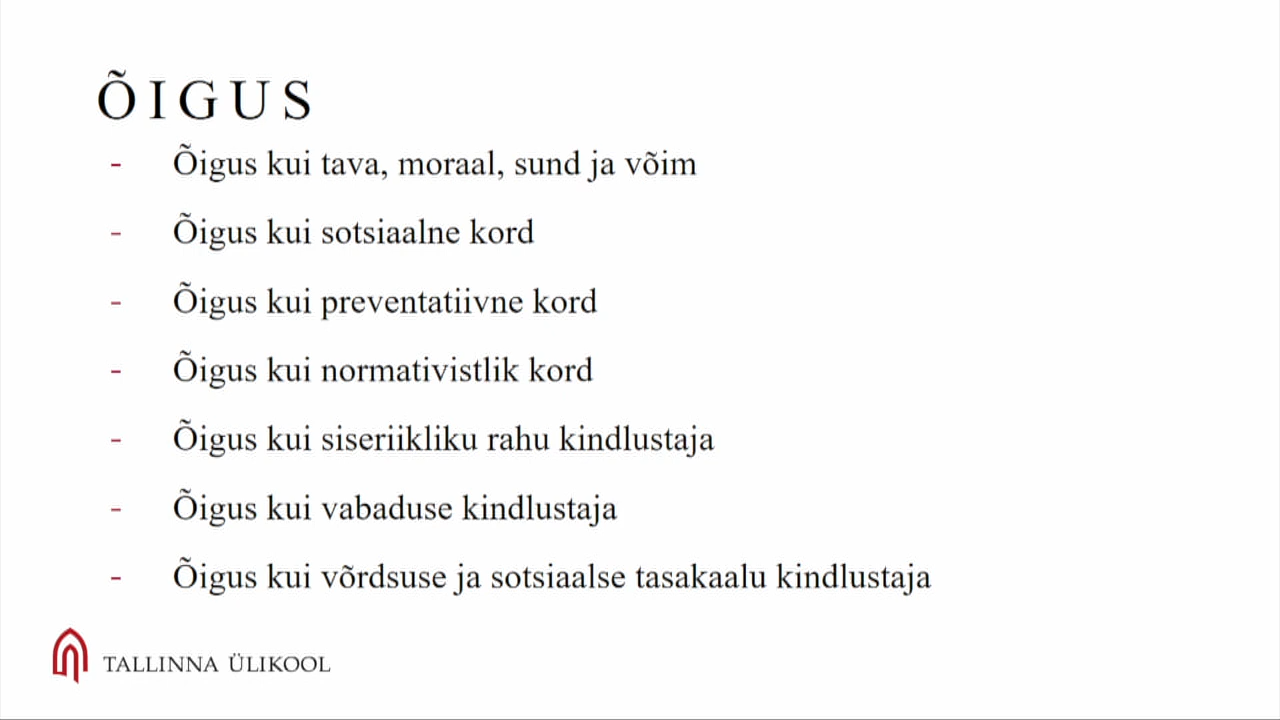 ÕIGUS
- Õigus kui tava, moraal, sund ja võim
- Õigus kui sotsiaalne kord
- Õigus kui preventatiivne kord
- Õigus kui normativistlik kord
- Õigus kui siseriikliku rahu kindlustaja
- Õigus kui vabaduse kindlustaja
- Õigus kui võrdsuse ja sotsiaalse tasakaalu kindlustaja
TALLINNA ÜLIKOOL